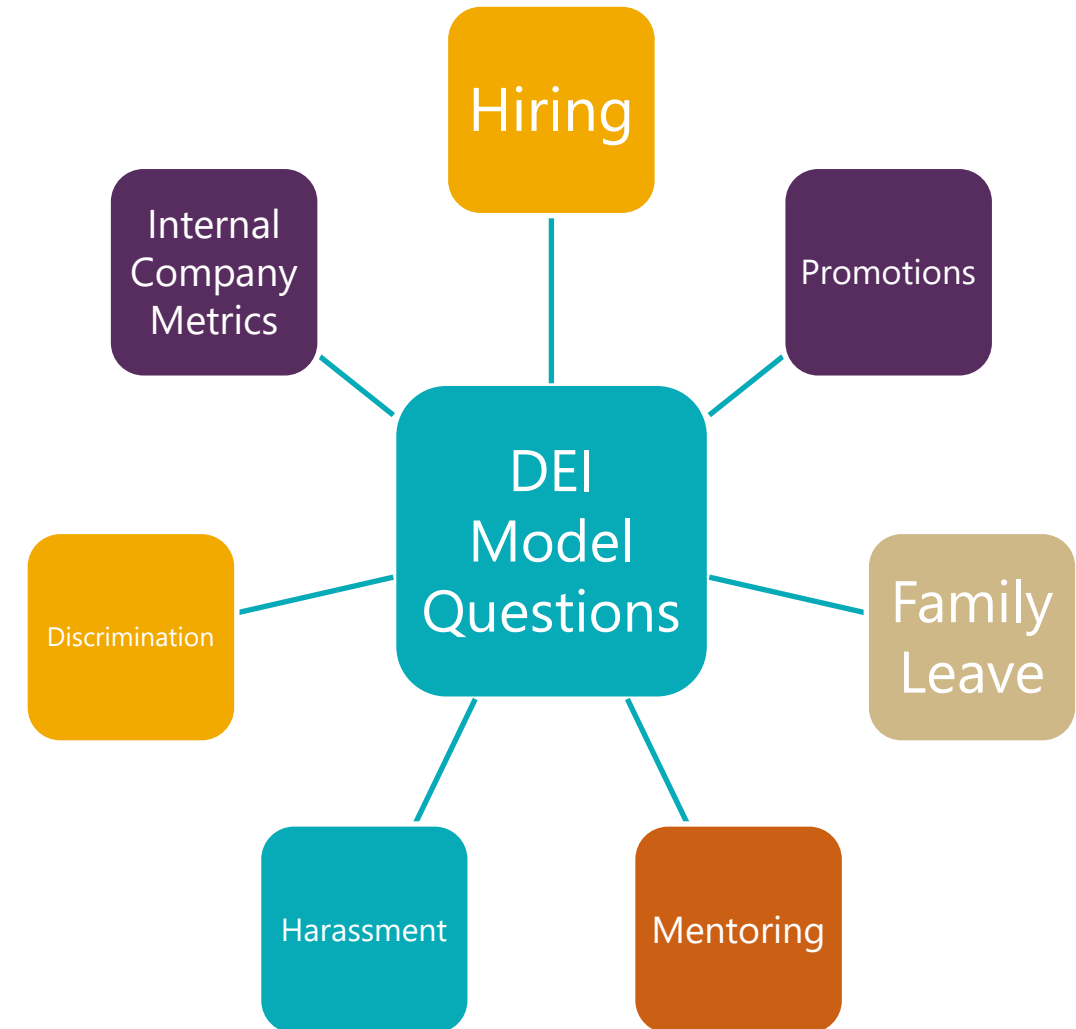 Hiring
Internal
Company
Metrics
Promotions
DEI
Model
Questions
Family
Leave
Discrimination
Harassment
Mentoring